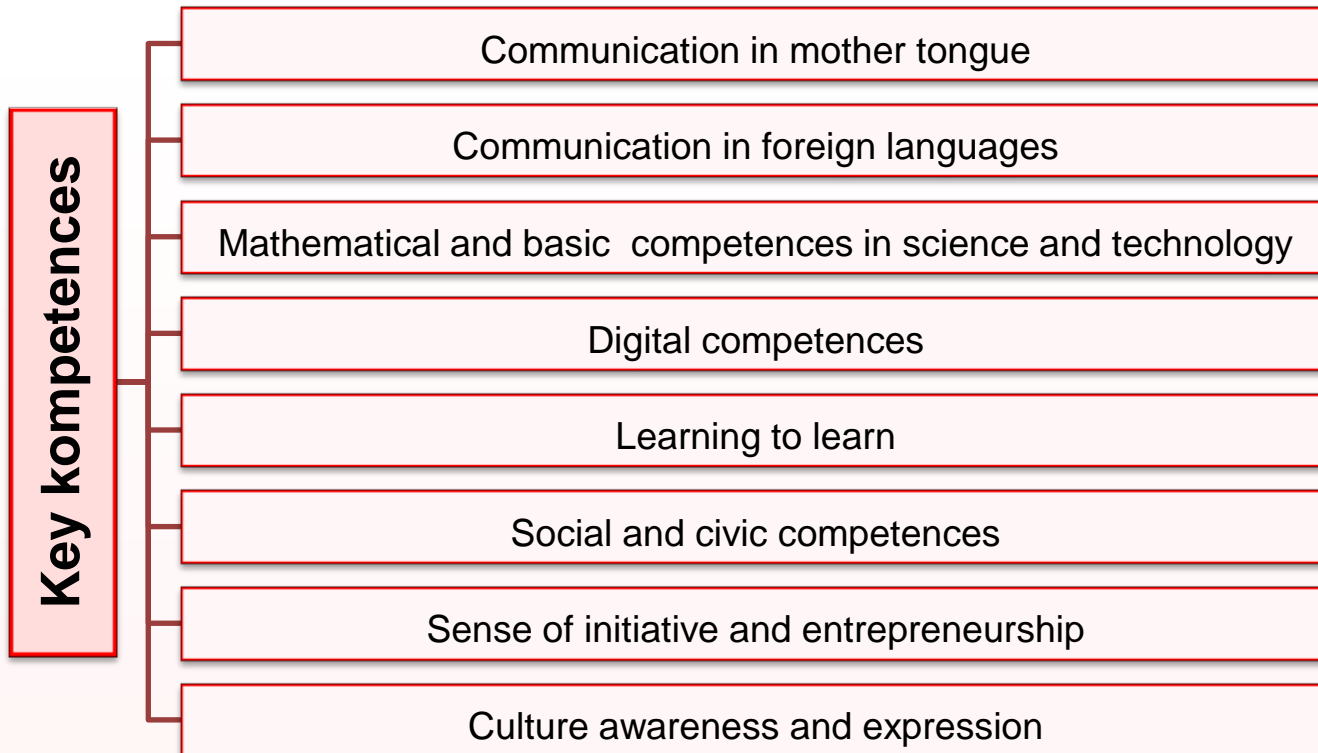 Key kompetences
Communication in mother tongue
Communication in foreign languages
Mathematical and basic  competences in science and technology
Digital competences
Learning to learn
Social and civic competences
Sense of initiative and entrepreneurship
Culture awareness and expression